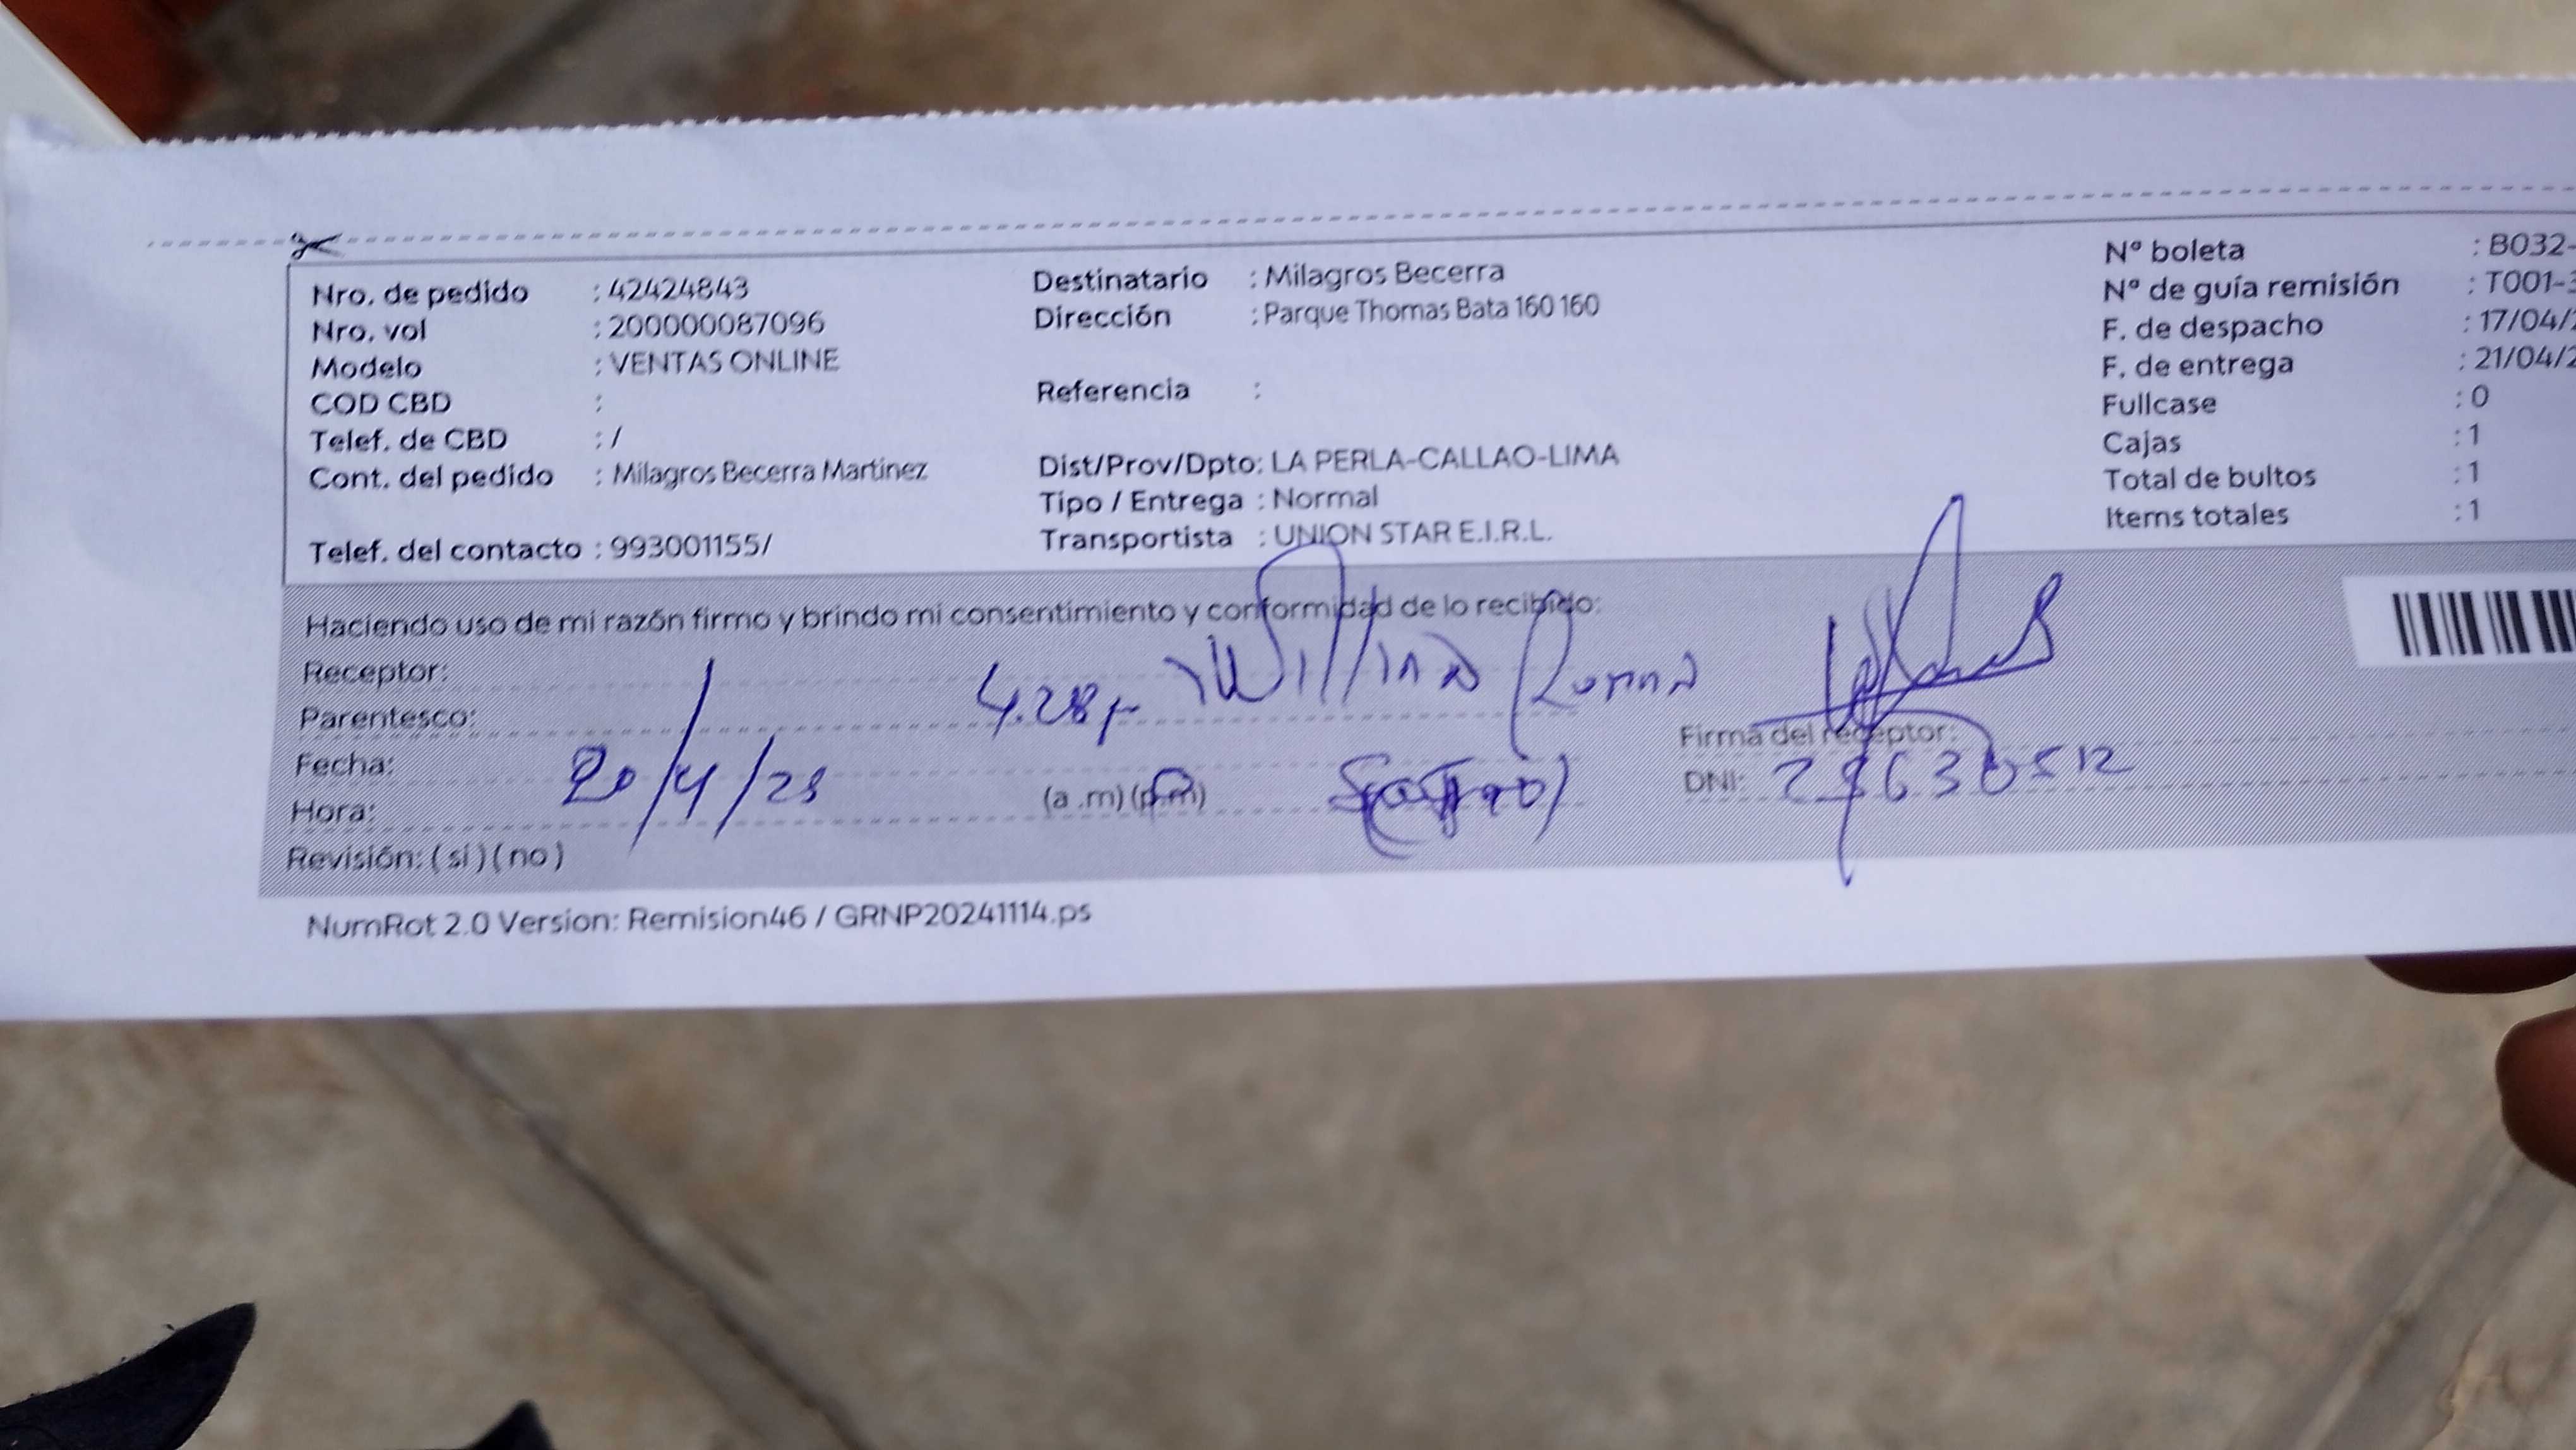 Nro. de pedido : 42424843
Nro. vol : 200000087096
Modelo : VENTAS ONLINE
COD CBD :
Telef. de CBD : /
Cont. del pedido : Milagros Becerra Martinez
Telef. del contacto : 993001155/
Destinatario : Milagros Becerra
Dirección : Parque Thomas Bata 160 160
Referencia :
Dist/Prov/Dpto: LA PERLA-CALLAO-LIMA
Tipo / Entrega : Normal
Transportista : UNION STAR E.I.R.L.
N° boleta : B032-
N° de guía remisión : T001-3
F. de despacho : 17/04/2
F. de entrega : 21/04/2
Fullcase : 0
Cajas : 1
Total de bultos : 1
Items totales : 1
Haciendo uso de mi razón firmo y brindo mi consentimiento y conformidad de lo recibido:
Receptor:
Parentesco: 4.28p
Fecha: 20/4/25
Hora: (a .m) (p.m)
Revisión: ( si ) ( no )
Firma del receptor:
DNI:
NumRot 2.0 Version: Remision46 / GRNP20241114.ps